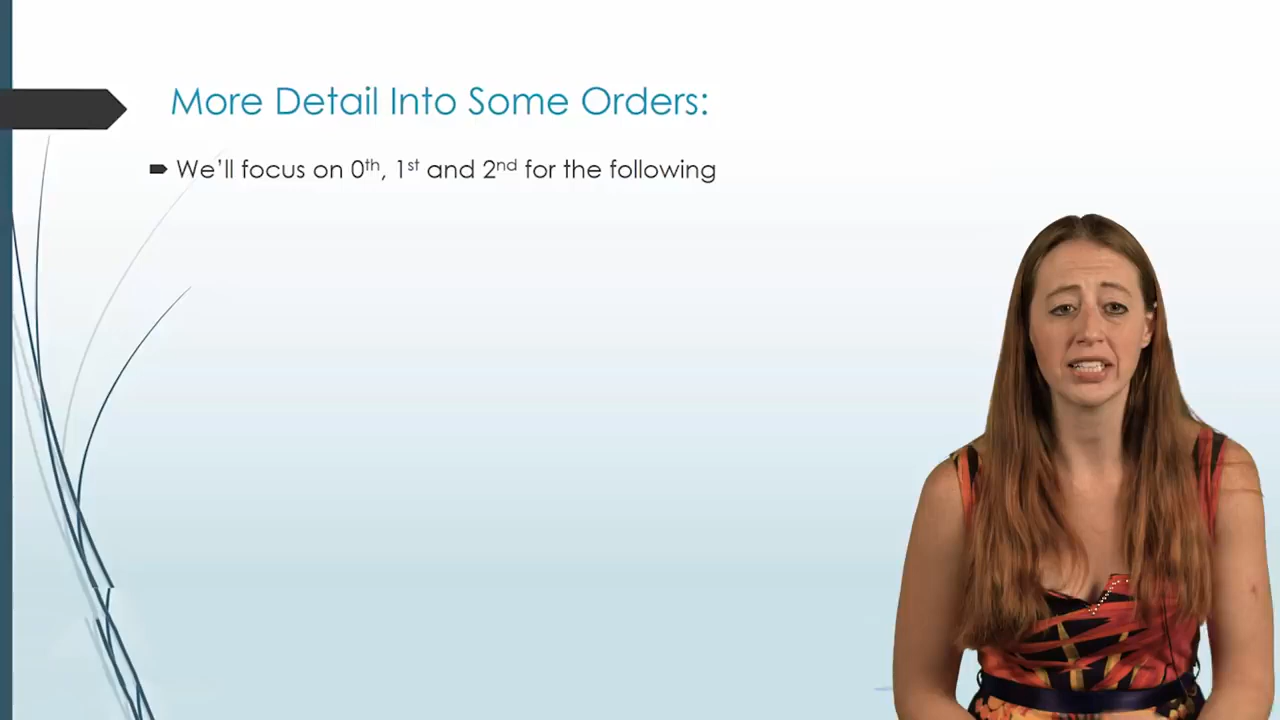 More Detail Into Some Orders:
We'll focus on 0th, 1st and 2nd for the following